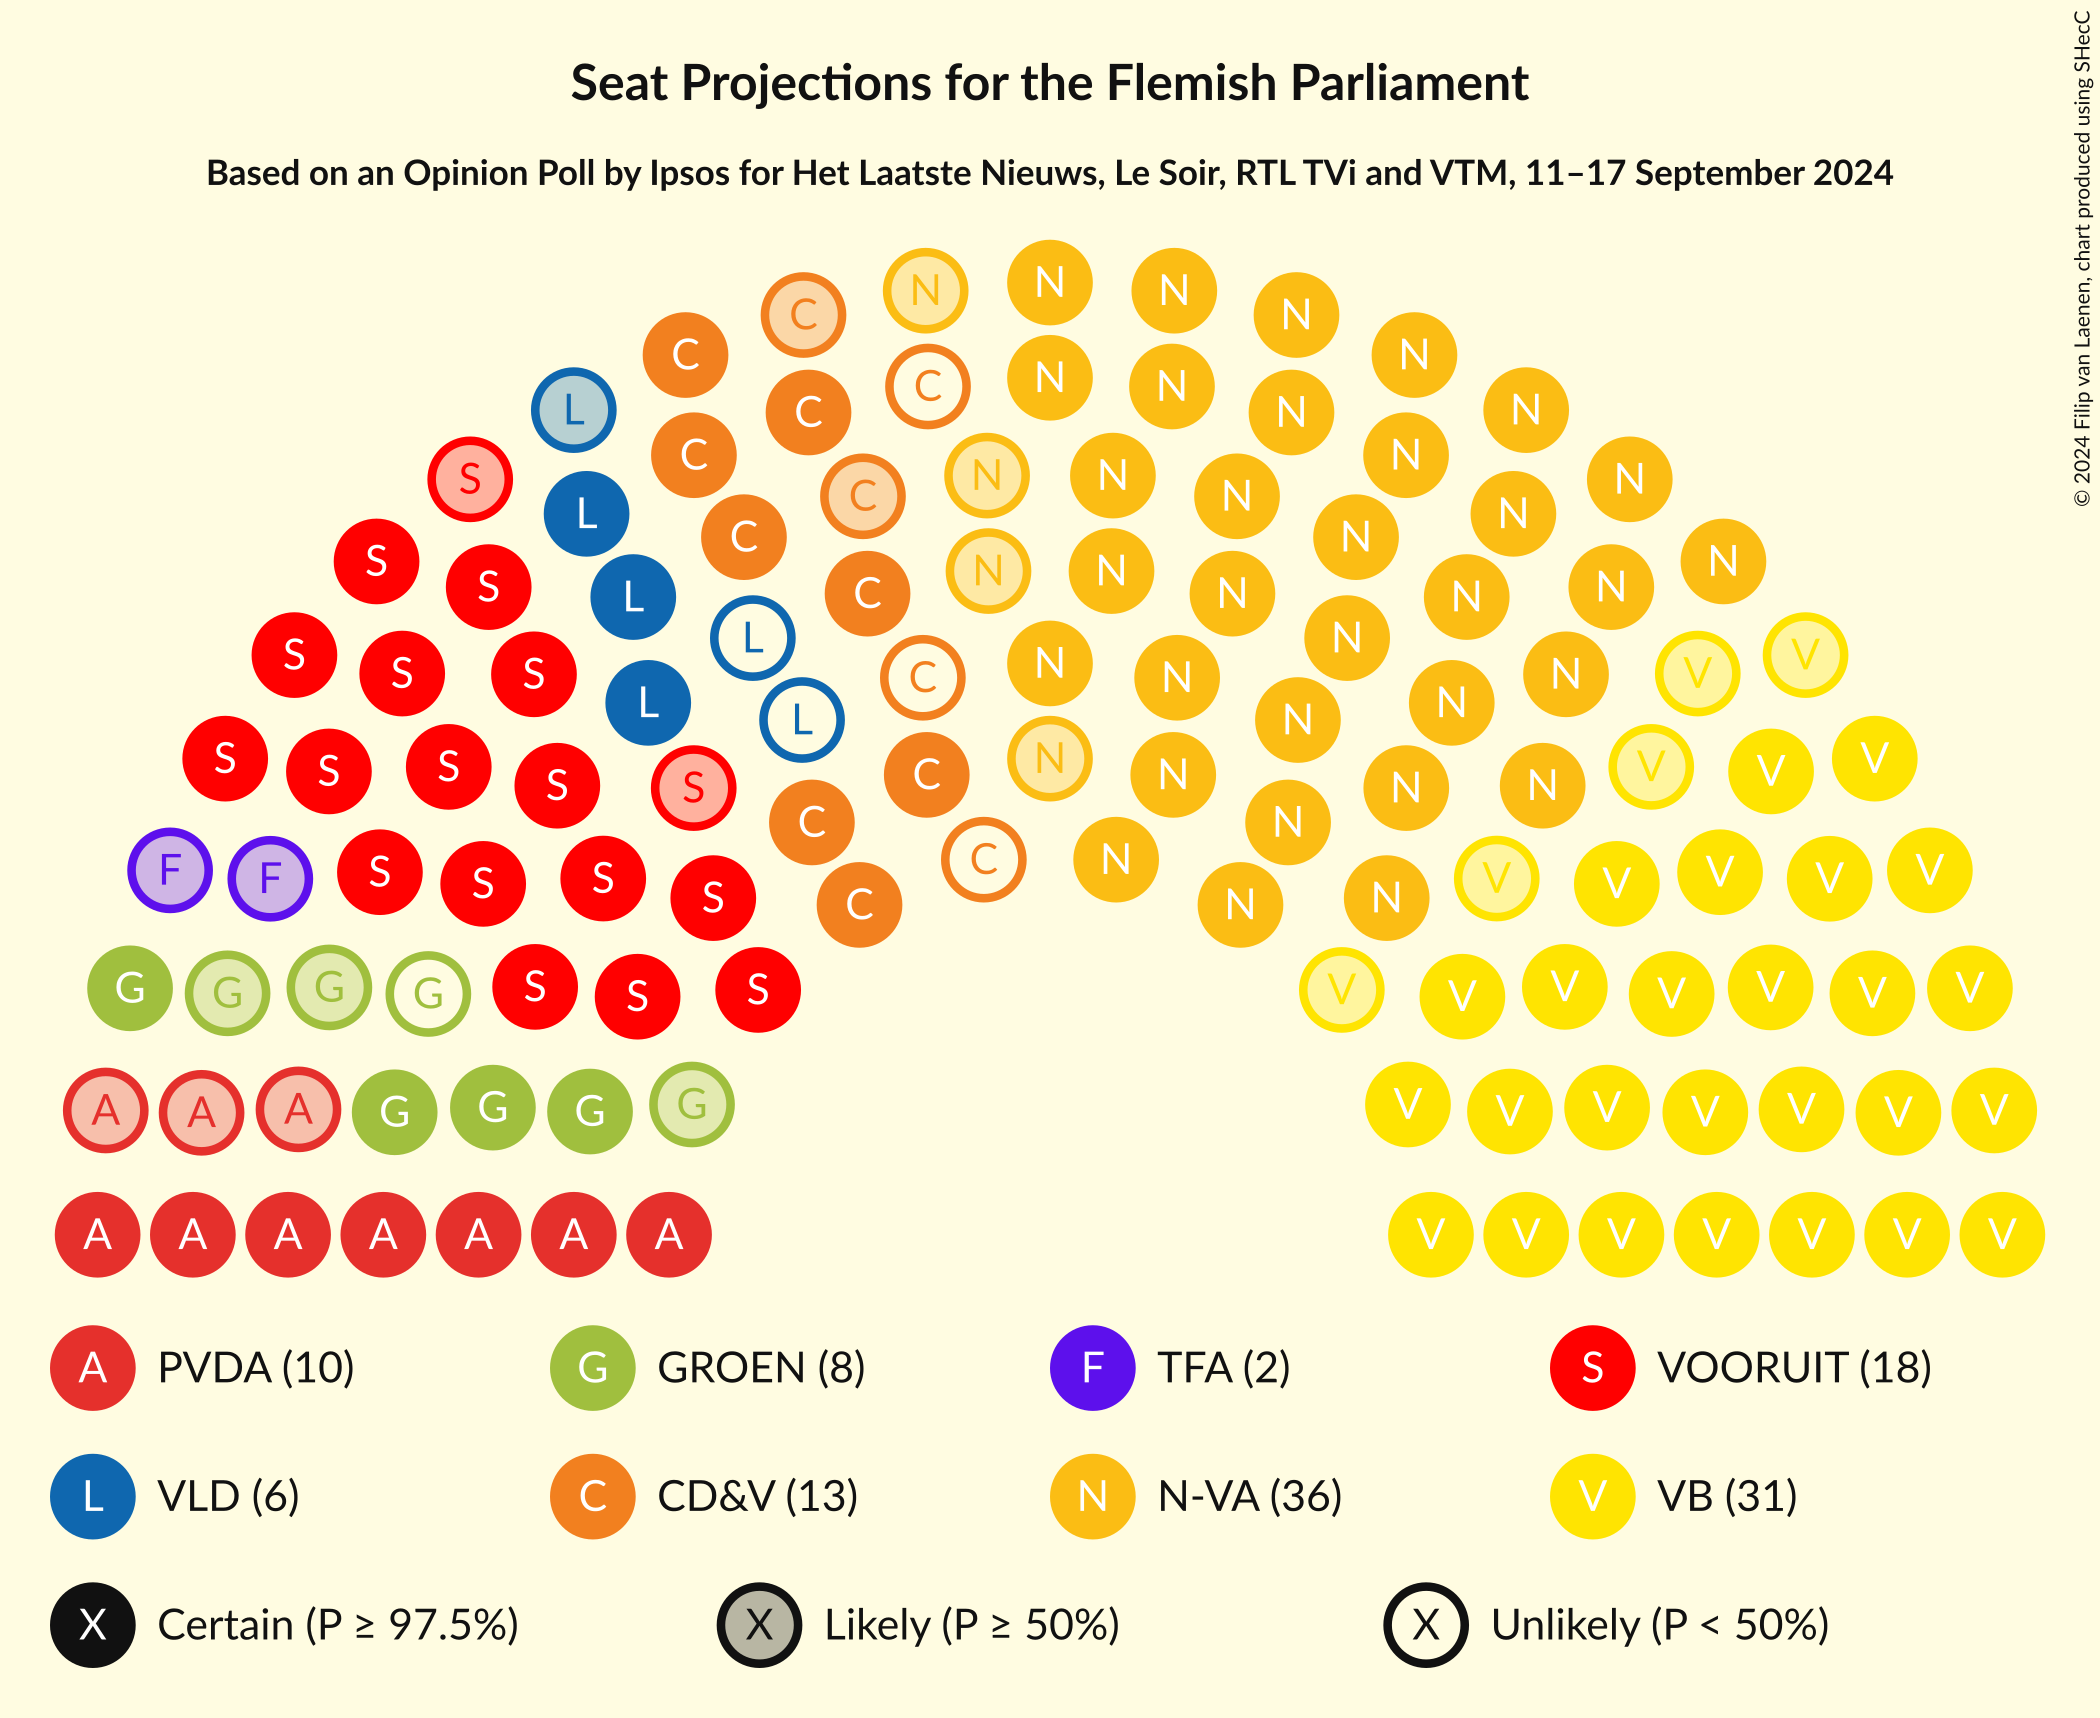 Seat Projections for the Flemish Parliament
Based on an Opinion Poll by Ipsos for Het Laatste Nieuws, Le Soir, RTL TVi and VTM, 11–17 September 2024
© 2024 Filip van Laenen, chart produced using SHecC
N N N
C N
C N
C N N
C N
L C N N
C N
S N N N
C N
L N
C N
S N N N
S N
L C N
L N
C N N
S V
S S C N V
L N
L N
S N V
S S S C N N V
S V
S S N N V
C N
F V
S C N V
F S S V
S V
S N V
C N
G G G G S S S V V V V V V V
A A A G G G G V V V V V V V
A A A A A A A V V V V V V V
A PVDA (10) G GROEN (8) F TFA (2) S VOORUIT (18)
L VLD (6) C CD&V (13) N N-VA (36) V VB (31)
X Certain (P ≥ 97.5%) X Likely (P ≥ 50%) X Unlikely (P < 50%)